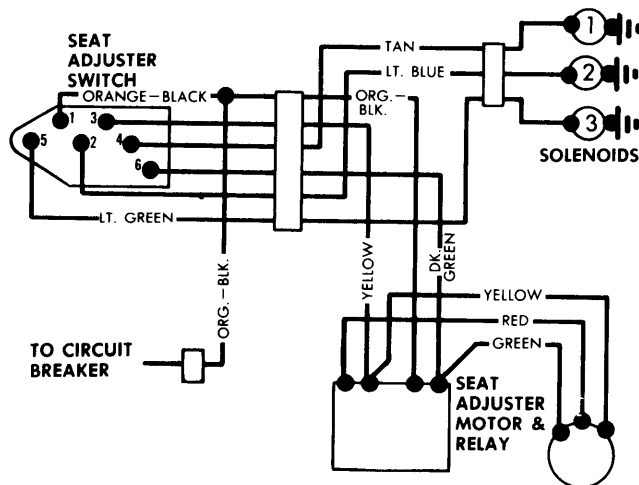 SEAT
ADJUSTER
SWITCH
ORANGE–BLACK
1
3
2
4
5
6
LT. GREEN
ORG.–BLK.
TO CIRCUIT
BREAKER
TAN
LT. BLUE
ORG.–
BLK.
1
2
3
SOLENOIDS
YELLOW
DK.
GREEN
YELLOW
RED
GREEN
SEAT
ADJUSTER
MOTOR &
RELAY